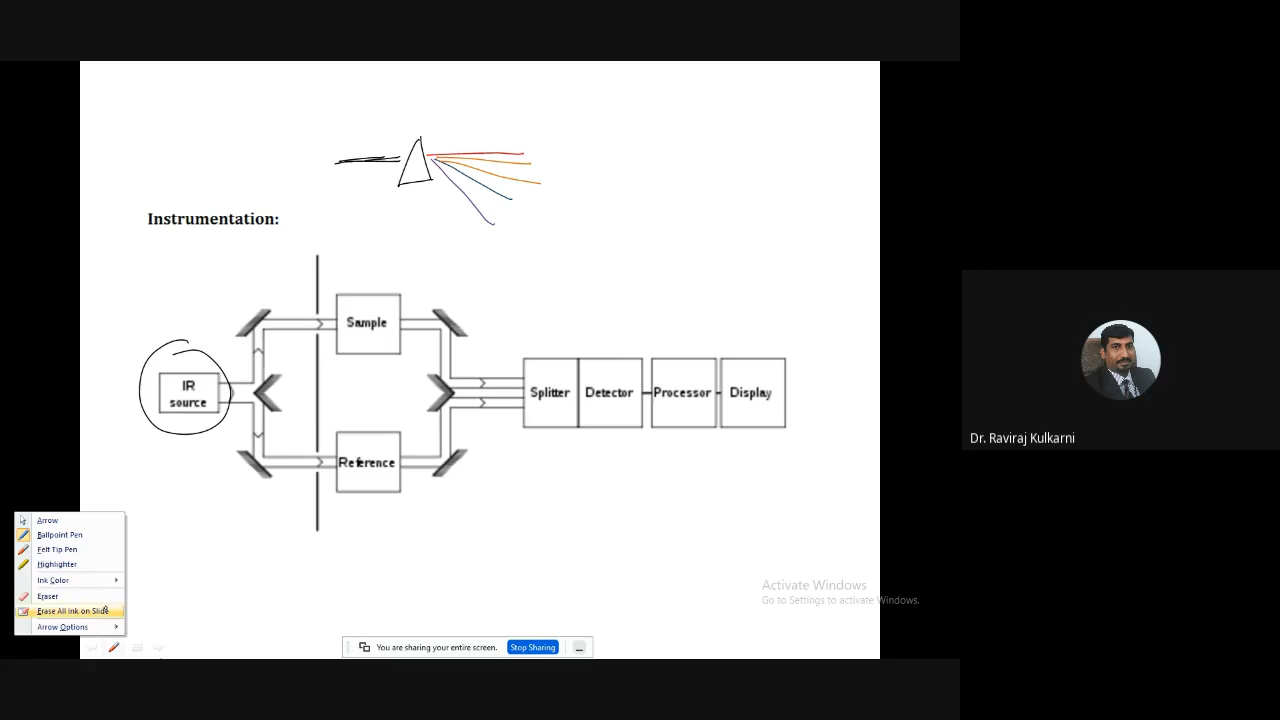 Instrumentation:
Sample
IR
source
Splitter
Detector
Processor
Display
Reference
Dr. Raviraj Kulkarni
Arrow
Ballpoint Pen
Felt Tip Pen
Highlighter
Ink Color
Eraser
Erase All Ink on Slide
Arrow Options
Activate Windows
Go to Settings to activate Windows.
You are sharing your entire screen.
Stop Sharing